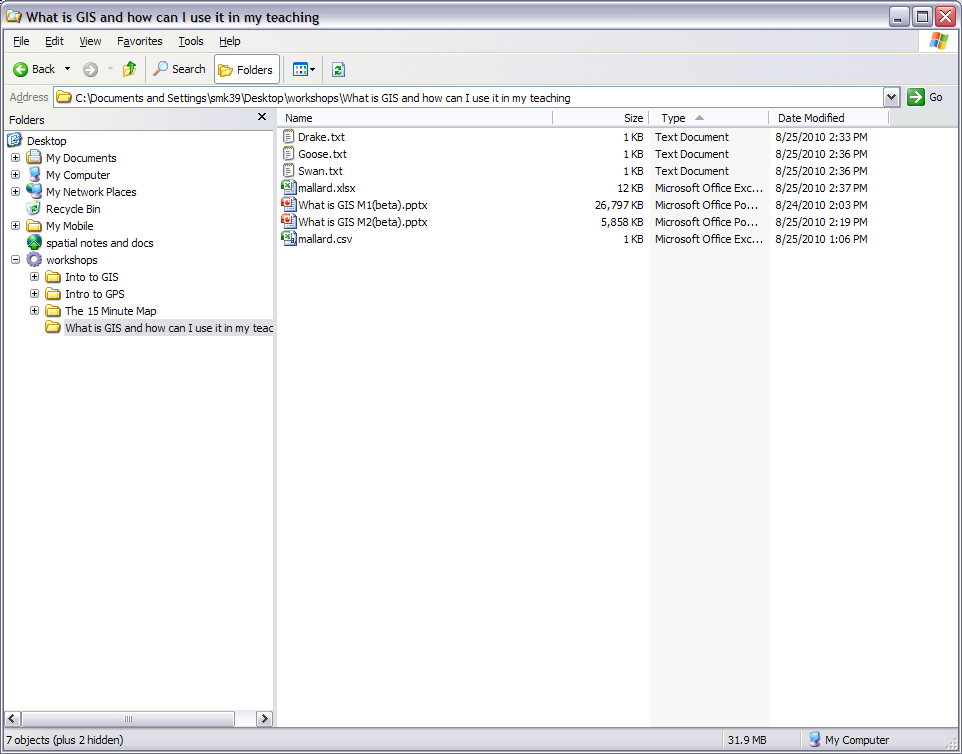 What is GIS and how can I use it in my teaching
File Edit View Favorites Tools Help
Back Search Folders
Address C:\Documents and Settings\smk39\Desktop\workshops\What is GIS and how can I use it in my teaching Go
Folders
Desktop
My Documents
My Computer
My Network Places
Recycle Bin
My Mobile
spatial notes and docs
workshops
Into to GIS
Intro to GPS
The 15 Minute Map
What is GIS and how can I use it in my teac
Name Size Type Date Modified
Drake.txt 1 KB Text Document 8/25/2010 2:33 PM
Goose.txt 1 KB Text Document 8/25/2010 2:36 PM
Swan.txt 1 KB Text Document 8/25/2010 2:36 PM
mallard.xlsx 12 KB Microsoft Office Exc... 8/25/2010 2:37 PM
What is GIS M1(beta).pptx 26,797 KB Microsoft Office Po... 8/24/2010 2:03 PM
What is GIS M2(beta).pptx 5,858 KB Microsoft Office Po... 8/25/2010 2:19 PM
mallard.csv 1 KB Microsoft Office Exc... 8/25/2010 1:06 PM
7 objects (plus 2 hidden) 31.9 MB My Computer